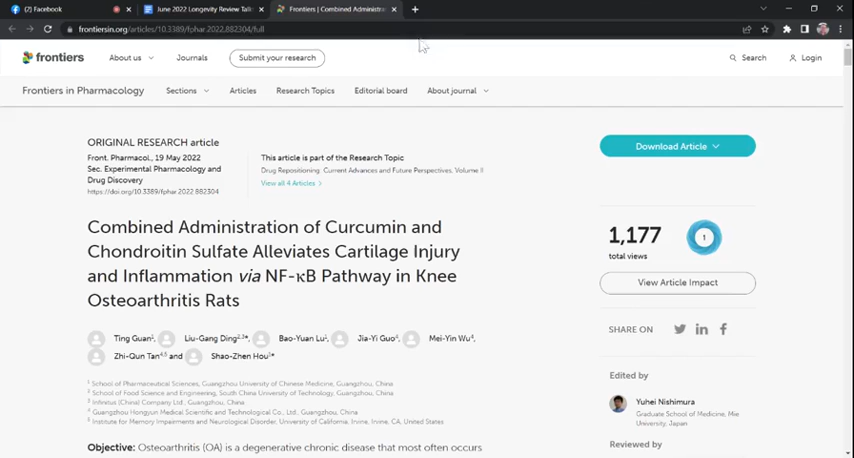 (2) Facebook
June 2022 Longevity Review Talk
Frontiers | Combined Administra
frontiersin.org/articles/10.3389/fphar.2022.882304/full
frontiers
About us
Journals
Submit your research
Search
Login
Frontiers in Pharmacology
Sections
Articles
Research Topics
Editorial board
About journal
ORIGINAL RESEARCH article
Front. Pharmacol., 19 May 2022
Sec. Experimental Pharmacology and
Drug Discovery
https://doi.org/10.3389/fphar.2022.882304
This article is part of the Research Topic
Drug Repositioning: Current Advances and Future Perspectives, Volume II
View all 4 Articles >
Download Article
Combined Administration of Curcumin and
Chondroitin Sulfate Alleviates Cartilage Injury
and Inflammation via NF-κB Pathway in Knee
Osteoarthritis Rats
1,177
total views
1
View Article Impact
SHARE ON
Ting Guan1, Liu-Gang Ding2,3*, Bao-Yuan Lu1, Jia-Yi Guo4, Mei-Yin Wu4,
Zhi-Qun Tan4,5 and Shao-Zhen Hou1*
1 School of Pharmaceutical Sciences, Guangzhou University of Chinese Medicine, Guangzhou, China
2 School of Food Science and Engineering, South China University of Technology, Guangzhou, China
3 Infinitus (China) Company Ltd., Guangzhou, China
4 Guangzhou Hongyun Medical Scientific and Technological Co., Ltd., Guangzhou, China
5 Institute for Memory Impairments and Neurological Disorder, University of California, Irvine, Irvine, CA, United States
Edited by
Yuhei Nishimura
Graduate School of Medicine, Mie
University, Japan
Reviewed by
Objective: Osteoarthritis (OA) is a degenerative chronic disease that most often occurs